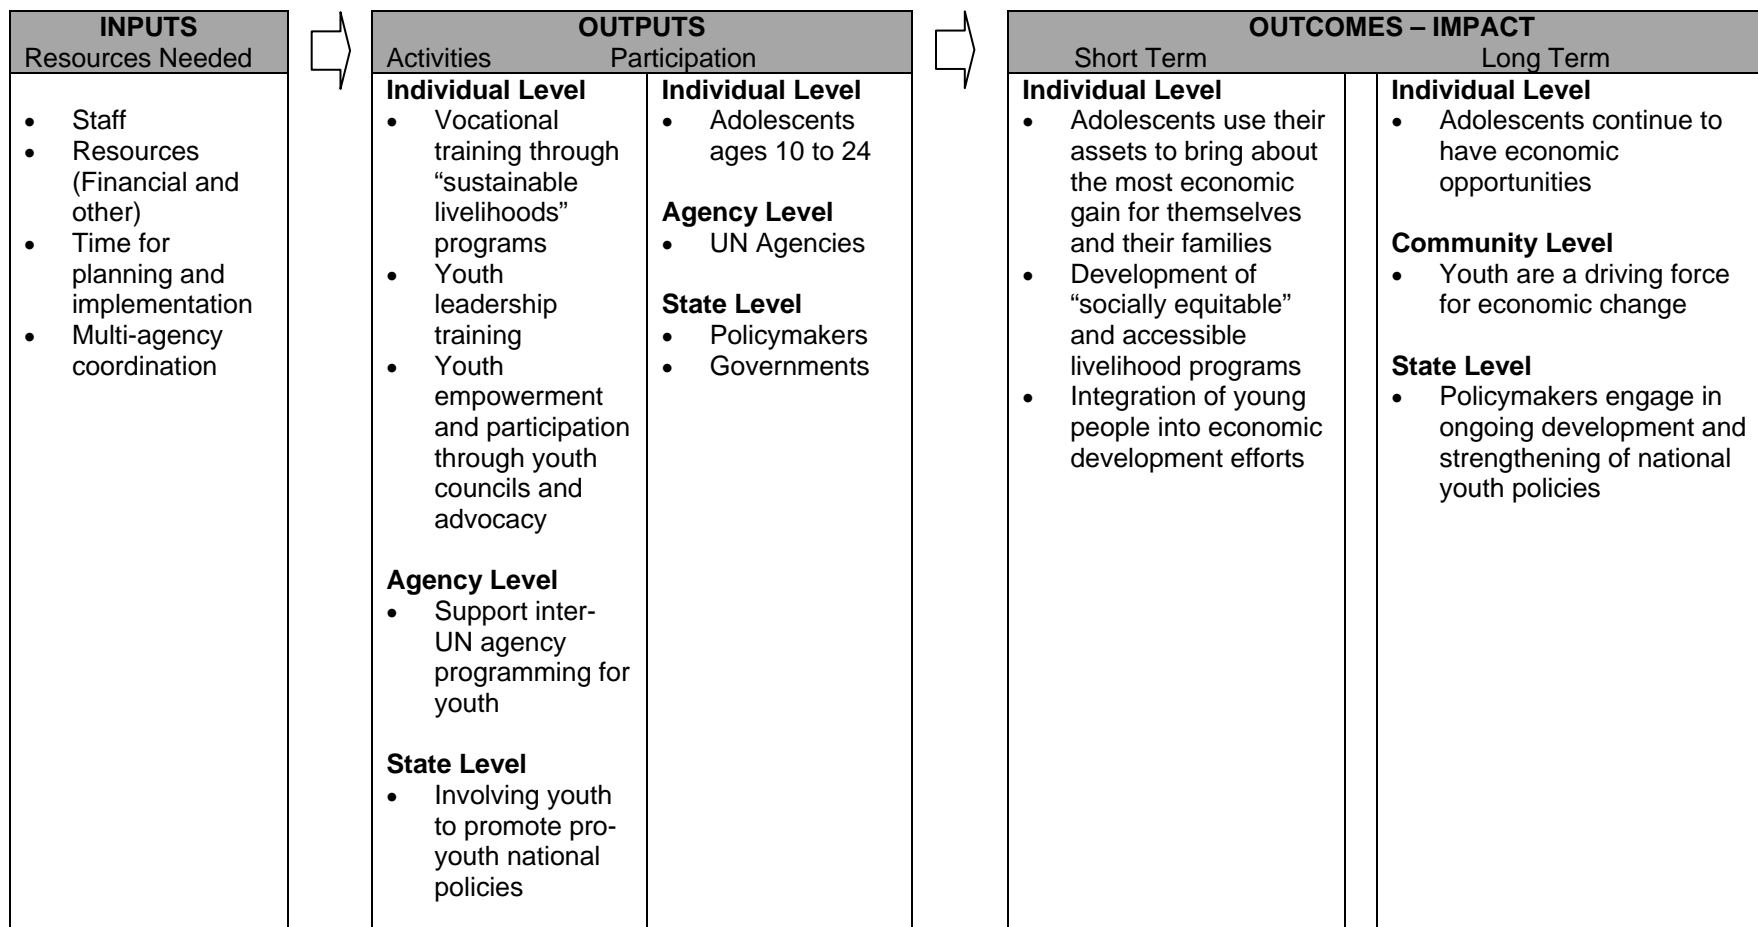 INPUTS
Resources Needed
• Staff
• Resources
(Financial and
other)
• Time for
planning and
implementation
• Multi-agency
coordination
OUTPUTS
Activities Participation
Individual Level
• Vocational
training through
“sustainable
livelihoods”
programs
• Youth
leadership
training
• Youth
empowerment
and participation
through youth
councils and
advocacy
Agency Level
• Support inter-
UN agency
programming for
youth
State Level
• Involving youth
to promote pro-
youth national
policies
Individual Level
• Adolescents
ages 10 to 24
Agency Level
• UN Agencies
State Level
• Policymakers
• Governments
OUTCOMES – IMPACT
Short Term Long Term
Individual Level
• Adolescents use their
assets to bring about
the most economic
gain for themselves
and their families
• Development of
“socially equitable”
and accessible
livelihood programs
• Integration of young
people into economic
development efforts
Individual Level
• Adolescents continue to
have economic
opportunities
Community Level
• Youth are a driving force
for economic change
State Level
• Policymakers engage in
ongoing development and
strengthening of national
youth policies